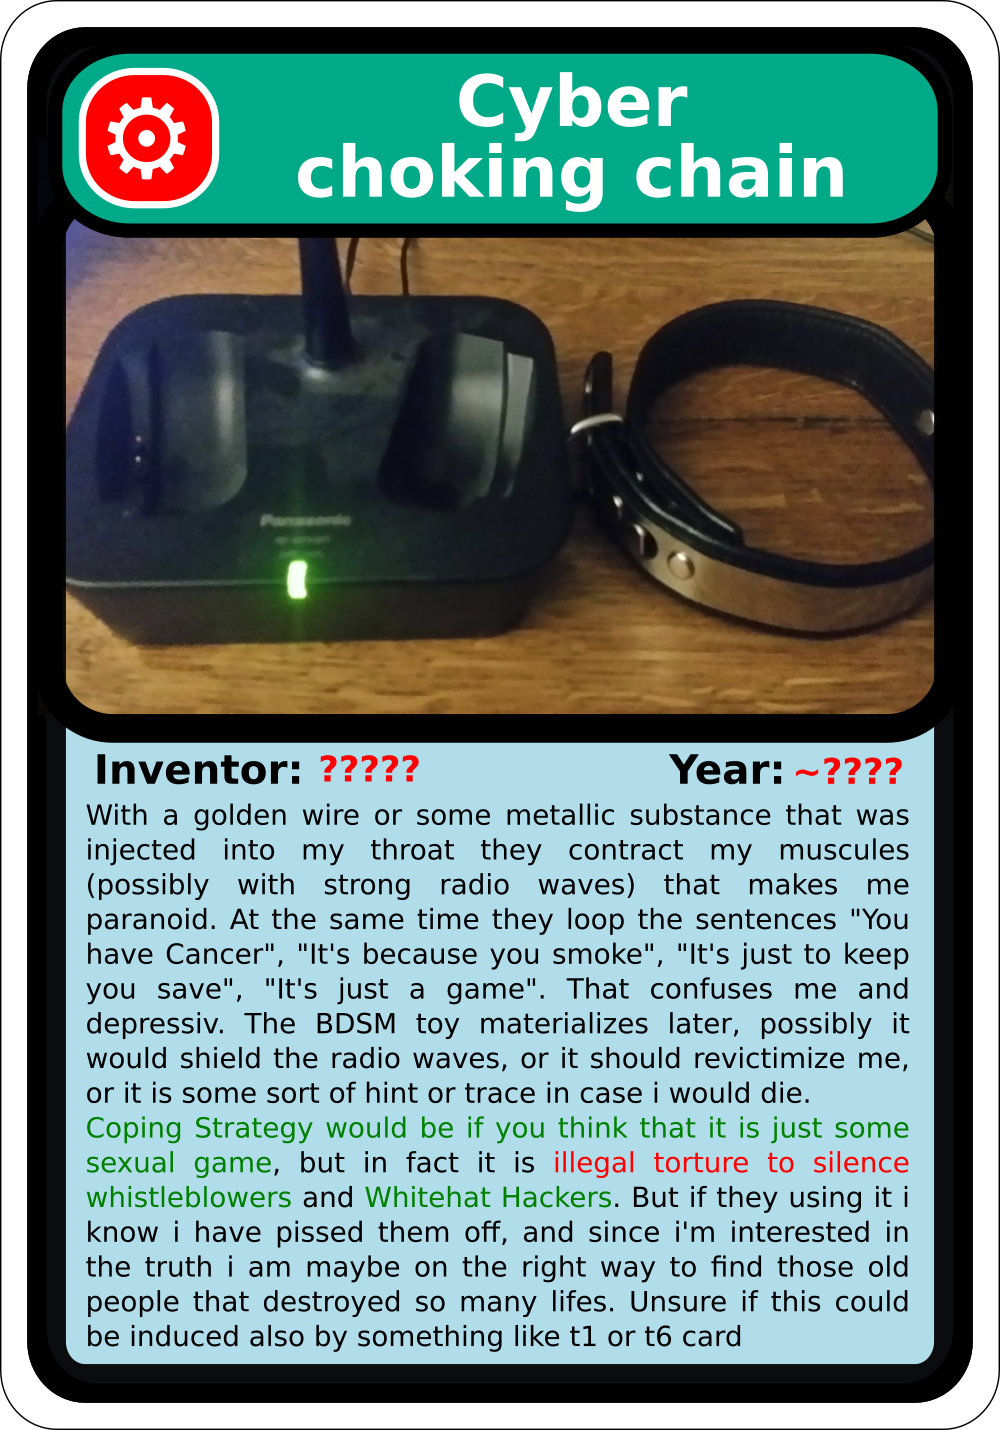 Cyber
choking chain
Panasonic
Inventor: ?????
Year: ~????
With a golden wire or some metallic substance that was
injected into my throat they contract my muscules
(possibly with strong radio waves) that makes me
paranoid. At the same time they loop the sentences "You
have Cancer", "It's because you smoke", "It's just to keep
you save", "It's just a game". That confuses me and
depressiv. The BDSM toy materializes later, possibly it
would shield the radio waves, or it should revictimize me,
or it is some sort of hint or trace in case i would die.
Coping Strategy would be if you think that it is just some
sexual game, but in fact it is illegal torture to silence
whistleblowers and Whitehat Hackers. But if they using it i
know i have pissed them off, and since i'm interested in
the truth i am maybe on the right way to find those old
people that destroyed so many lifes. Unsure if this could
be induced also by something like t1 or t6 card